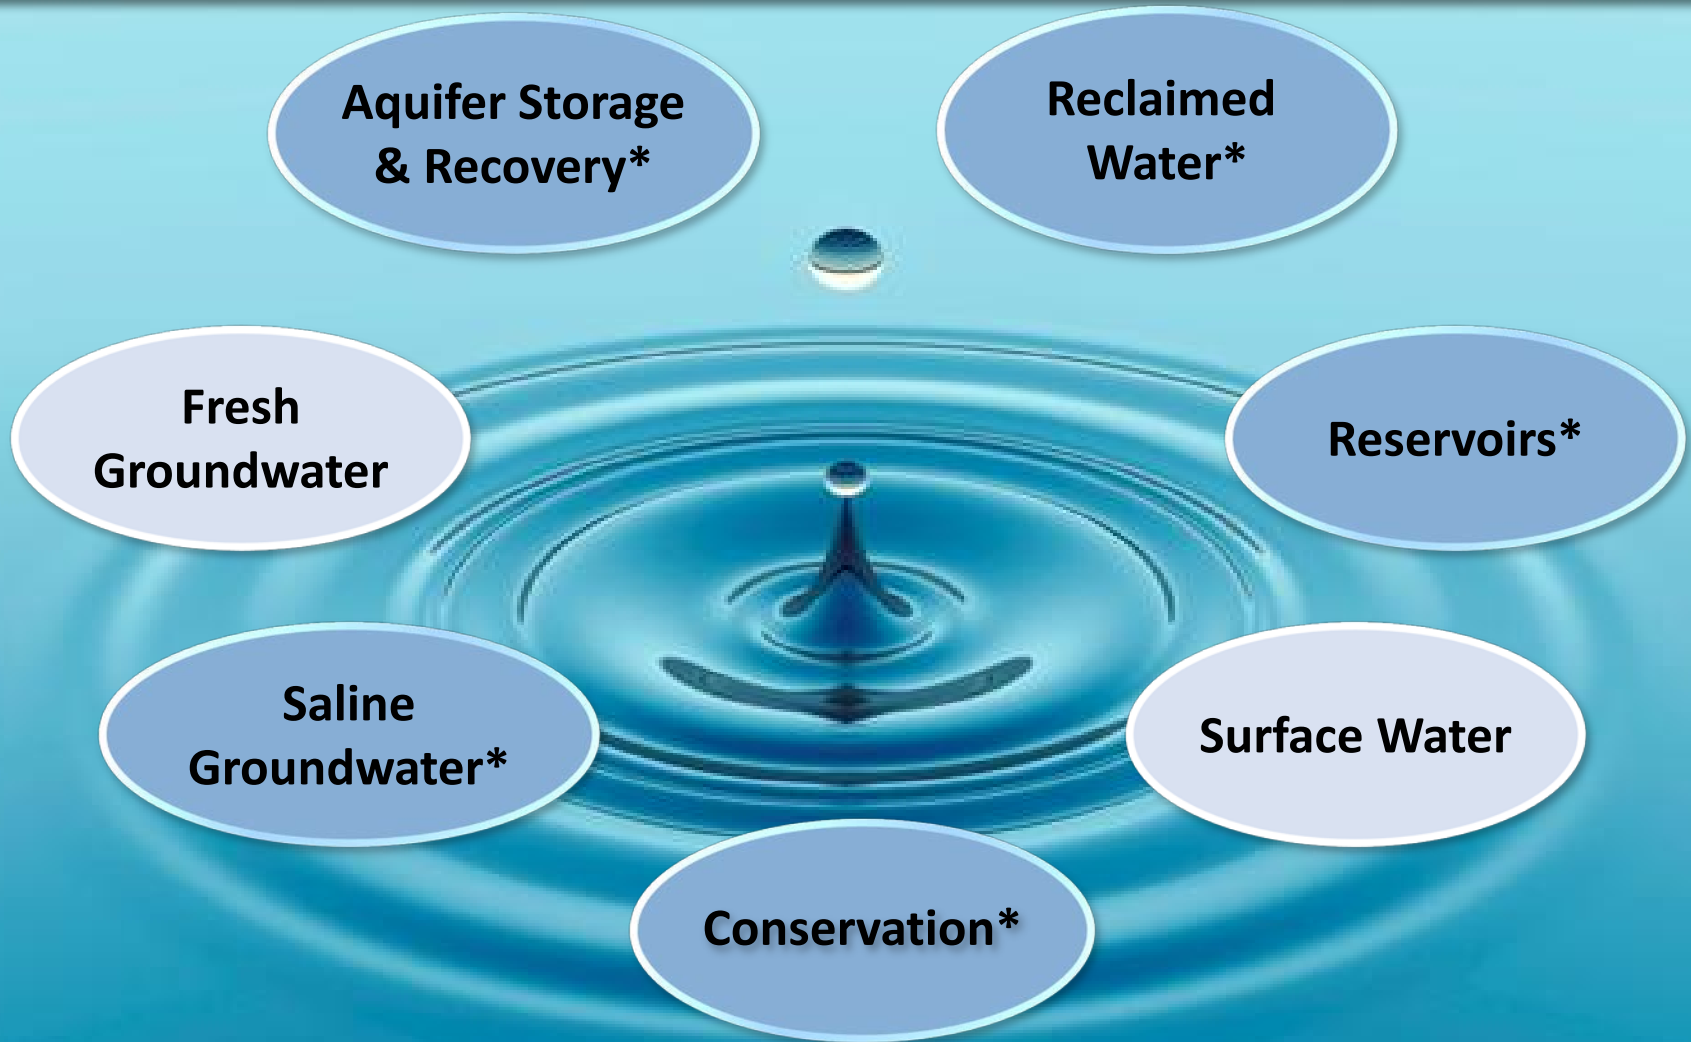 Aquifer Storage
& Recovery*
Reclaimed
Water*
Fresh
Groundwater
Reservoirs*
Saline
Groundwater*
Surface Water
Conservation*